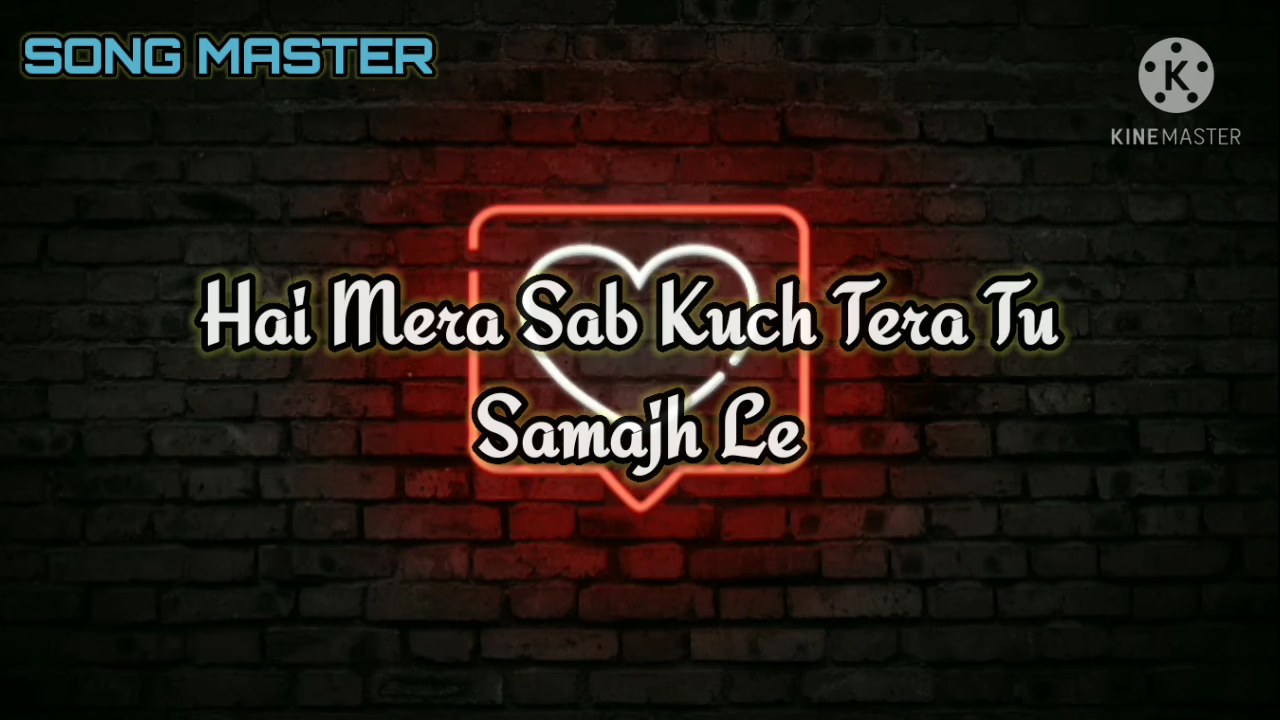 SONG MASTER
K
KINEMASTER
Hai Mera Sab Kuch Tera Tu
Samajh Le